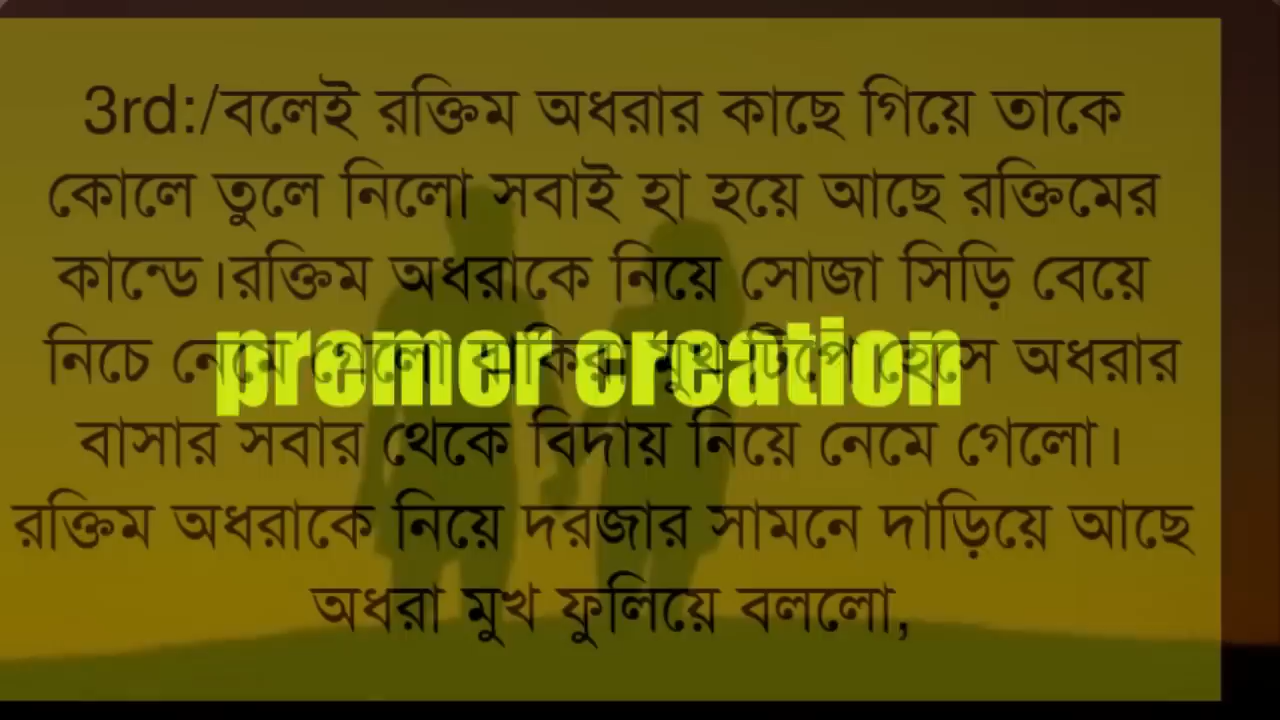 3rd:/বলেই রক্তিম অধরার কাছে গিয়ে তাকে
কোলে তুলে নিলো সবাই হা হয়ে আছে রক্তিমের
কান্ডে।রক্তিম অধরাকে নিয়ে সোজা সিড়ি বেয়ে
নিচে নেমে গেলো বাকিরা মুখ টিপে হেসে অধরার
premer creation
বাসার সবার থেকে বিদায় নিয়ে নেমে গেলো।
রক্তিম অধরাকে নিয়ে দরজার সামনে দাড়িয়ে আছে
অধরা মুখ ফুলিয়ে বললো,